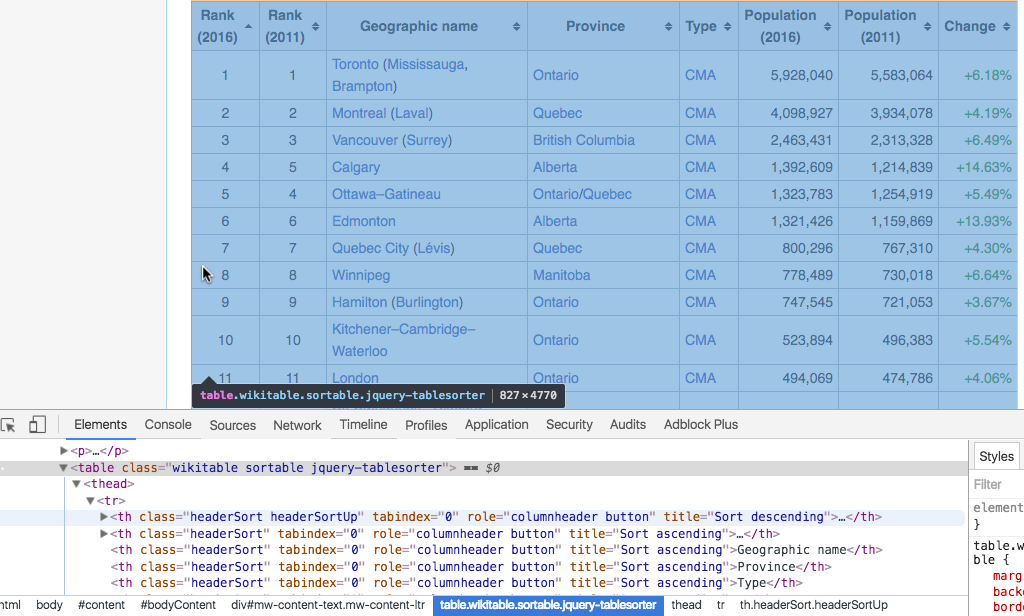 Rank (2016) Rank (2011) Geographic name Province Type Population (2016) Population (2011) Change
1 1 Toronto (Mississauga, Brampton) Ontario CMA 5,928,040 5,583,064 +6.18%
2 2 Montreal (Laval) Quebec CMA 4,098,927 3,934,078 +4.19%
3 3 Vancouver (Surrey) British Columbia CMA 2,463,431 2,313,328 +6.49%
4 5 Calgary Alberta CMA 1,392,609 1,214,839 +14.63%
5 4 Ottawa–Gatineau Ontario/Quebec CMA 1,323,783 1,254,919 +5.49%
6 6 Edmonton Alberta CMA 1,321,426 1,159,869 +13.93%
7 7 Quebec City (Lévis) Quebec CMA 800,296 767,310 +4.30%
8 8 Winnipeg Manitoba CMA 778,489 730,018 +6.64%
9 9 Hamilton (Burlington) Ontario CMA 747,545 721,053 +3.67%
10 10 Kitchener–Cambridge–Waterloo Ontario CMA 523,894 496,383 +5.54%
11 11 London Ontario CMA 494,069 474,786 +4.06%
table.wikitable.sortable.jquery-tablesorter 827×4770
Elements Console Sources Network Timeline Profiles Application Security Audits Adblock Plus
<p>…</p>
<table class="wikitable sortable jquery-tablesorter"> == $0
<thead>
<tr>
<th class="headerSort headerSortUp" tabindex="0" role="columnheader button" title="Sort descending">…</th>
<th class="headerSort" tabindex="0" role="columnheader button" title="Sort ascending">…</th>
<th class="headerSort" tabindex="0" role="columnheader button" title="Sort ascending">Geographic name</th>
<th class="headerSort" tabindex="0" role="columnheader button" title="Sort ascending">Province</th>
<th class="headerSort" tabindex="0" role="columnheader button" title="Sort ascending">Type</th>
Styles
Filter
element
}
table.w
ble {
marg
back
bord
html body #content #bodyContent div#mw-content-text.mw-content-ltr table.wikitable.sortable.jquery-tablesorter thead tr th.headerSort.headerSortUp